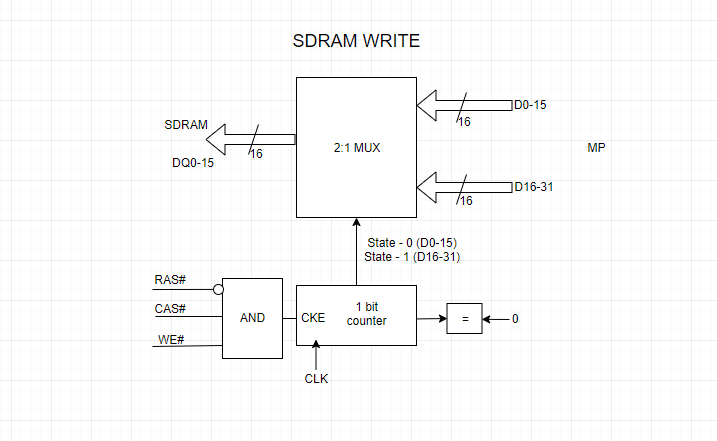 SDRAM WRITE
D0-15
16
SDRAM
2:1 MUX
MP
16
DQ0-15
D16-31
16
State - 0 (D0-15)
State - 1 (D16-31)
RAS#
CAS#
AND
CKE
1 bit
counter
=
0
WE#
CLK